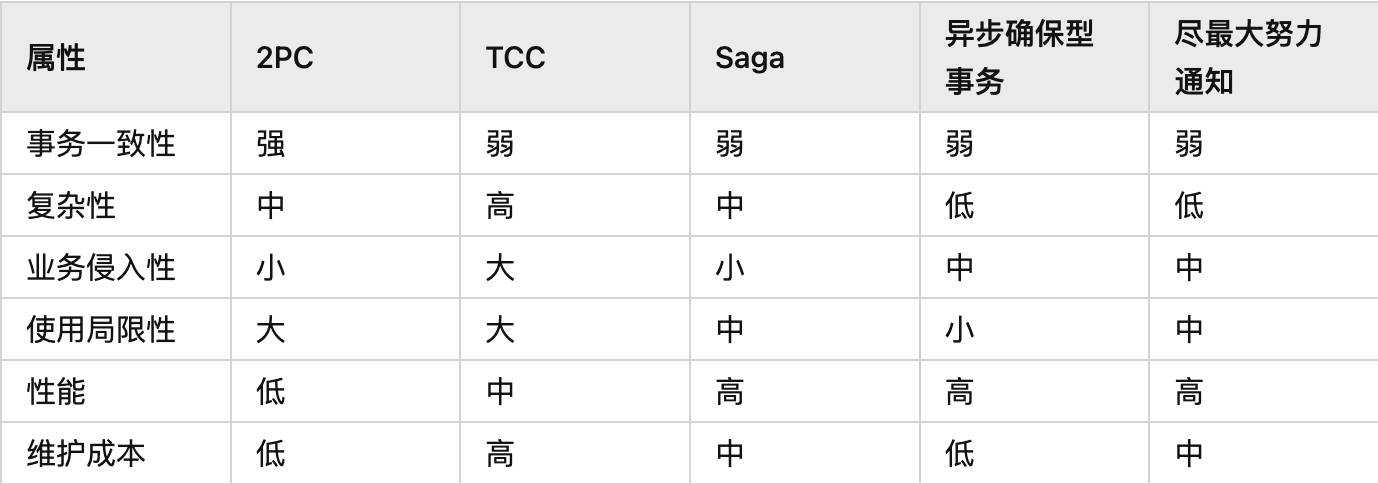 属性 2PC TCC Saga 异步确保型事务 尽最大努力通知
事务一致性 强 弱 弱 弱 弱
复杂性 中 高 中 低 低
业务侵入性 小 大 小 中 中
使用局限性 大 大 中 小 中
性能 低 中 高 高 高
维护成本 低 高 中 低 中